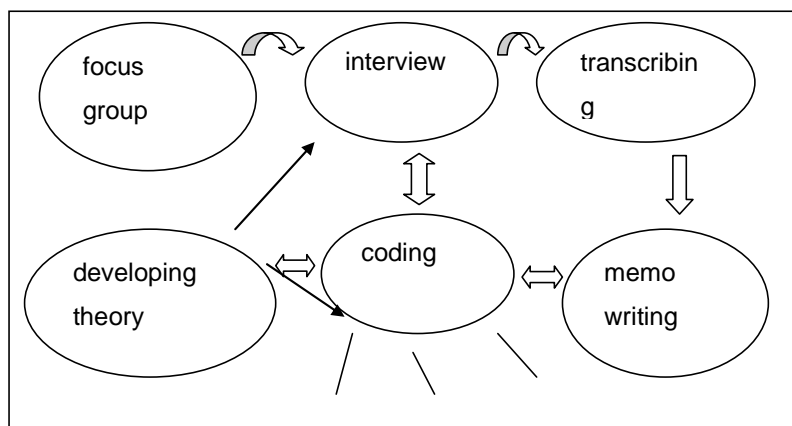 focus
group
interview
transcribin
g
developing
theory
coding
memo
writing